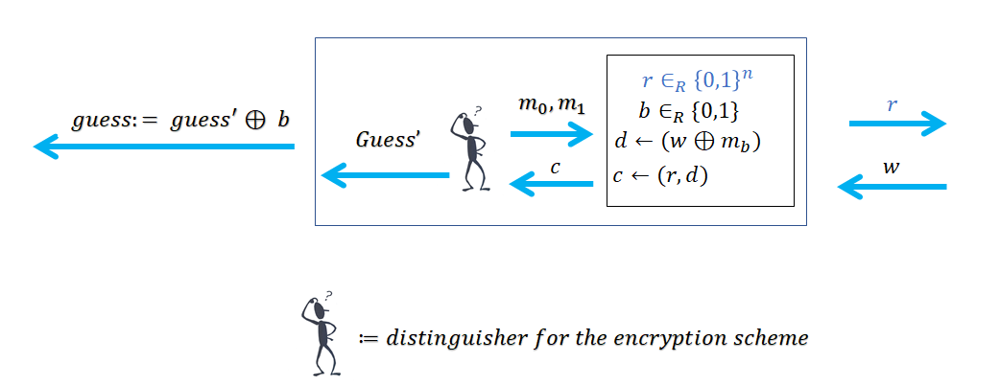 guess: = guess′ ⊕ b
Guess’
?
m₀, m₁
c
r ∈_R {0,1}ⁿ
b ∈_R {0,1}
d ← (w ⊕ m_b)
c ← (r, d)
r
w
?
≔ distinguisher for the encryption scheme